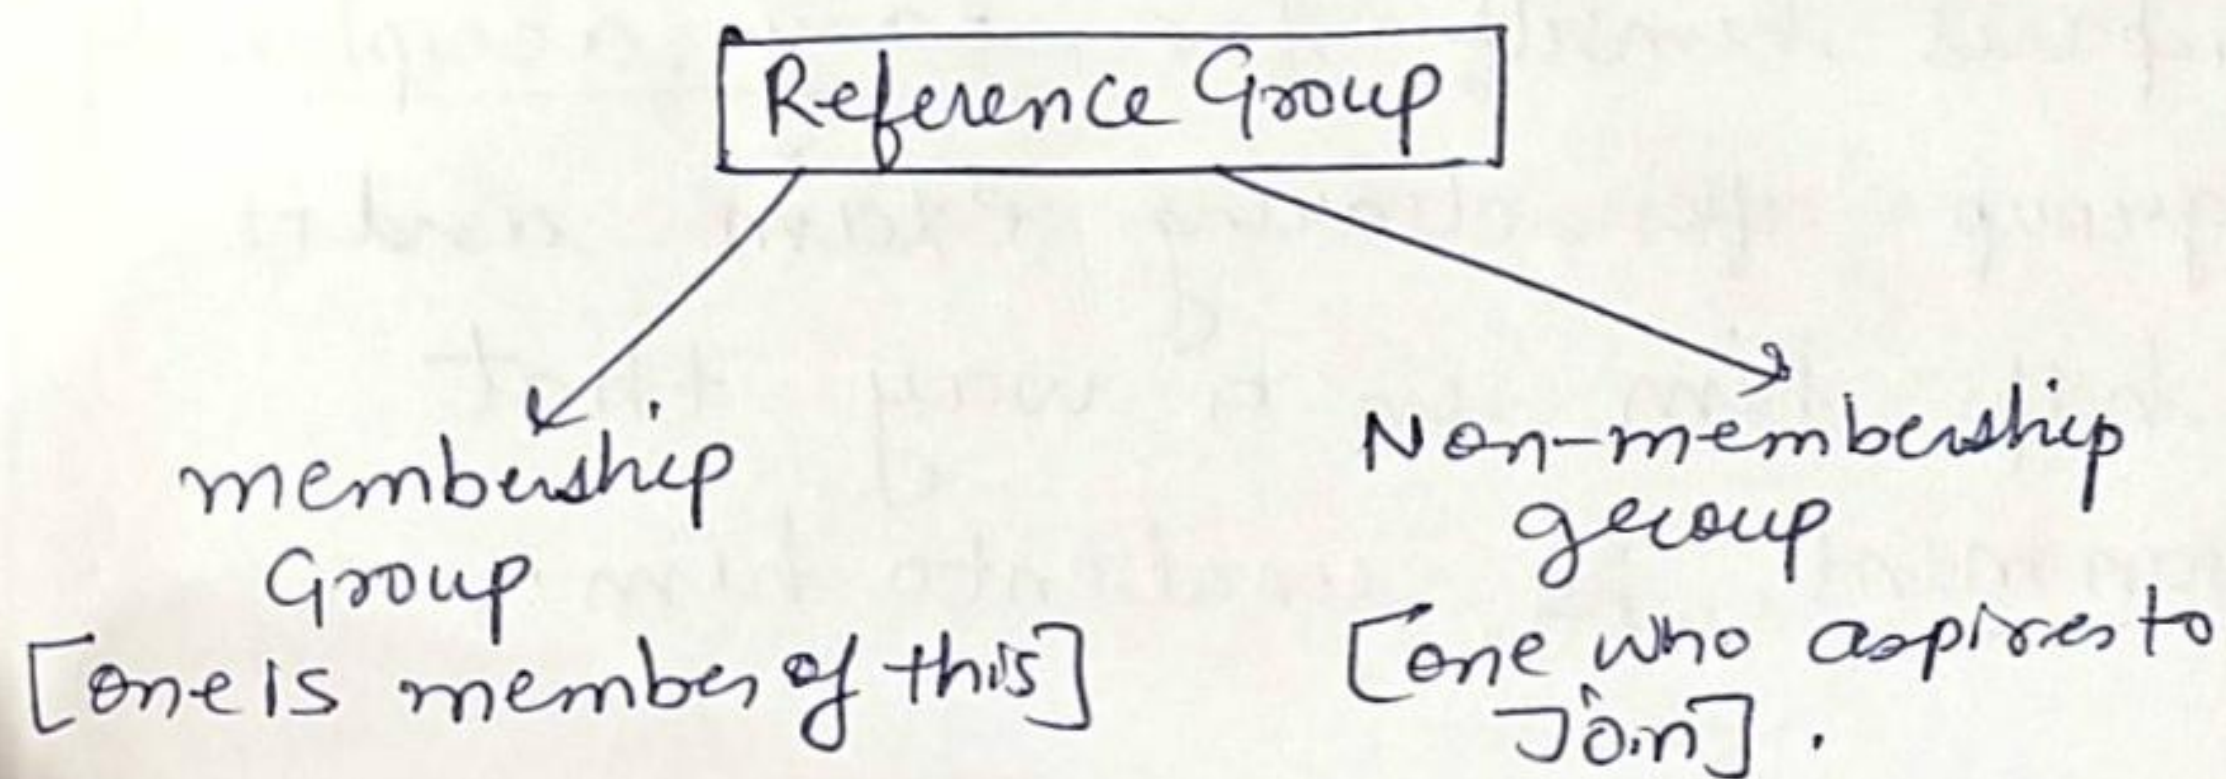 Reference Group
membership
Group
[one is member of this]
Non-membership
group
[one who aspires to
Join].